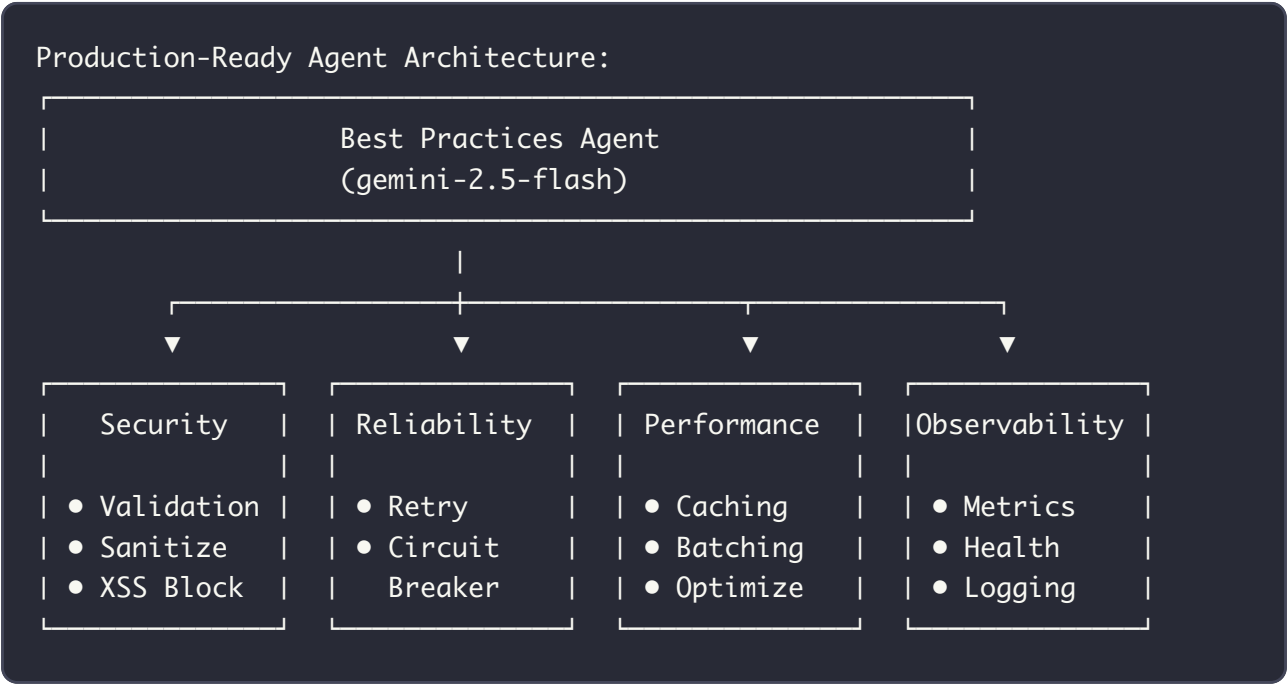 Production-Ready Agent Architecture:
Best Practices Agent
(gemini-2.5-flash)
Security
● Validation
● Sanitize
● XSS Block
Reliability
● Retry
● Circuit
Breaker
Performance
● Caching
● Batching
● Optimize
Observability
● Metrics
● Health
● Logging